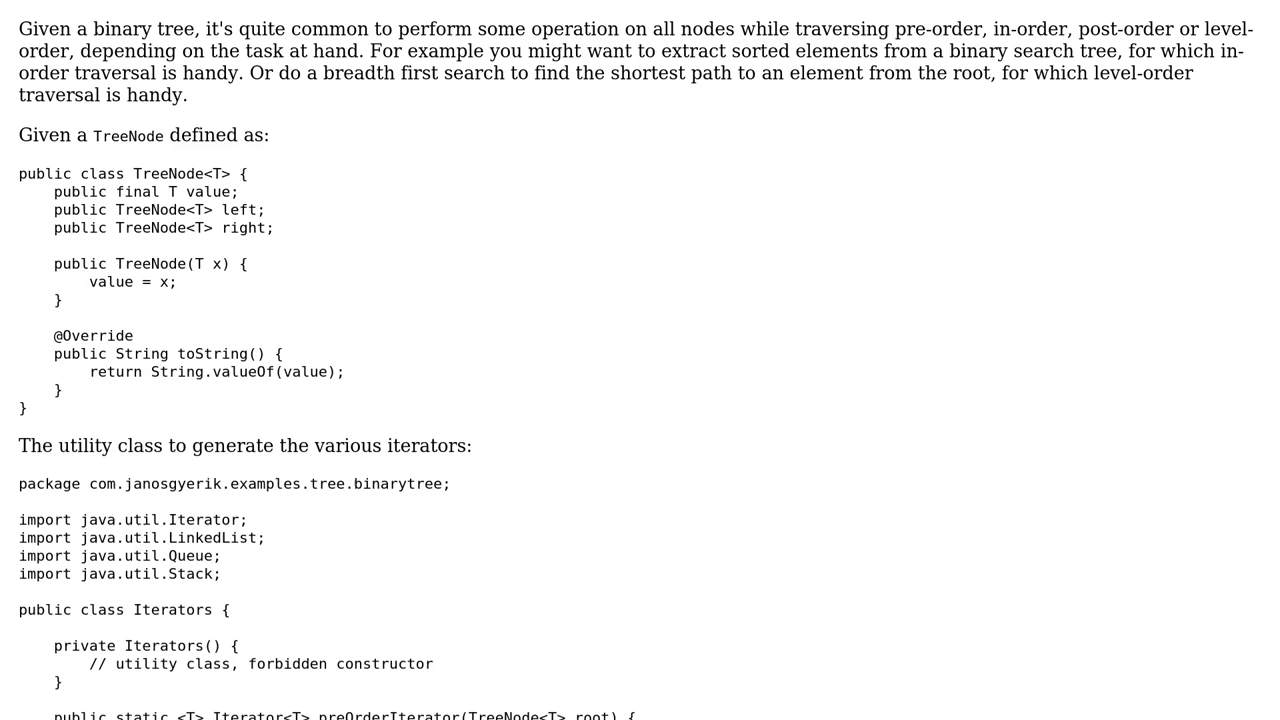 Given a binary tree, it's quite common to perform some operation on all nodes while traversing pre-order, in-order, post-order or level-
order, depending on the task at hand. For example you might want to extract sorted elements from a binary search tree, for which in-
order traversal is handy. Or do a breadth first search to find the shortest path to an element from the root, for which level-order
traversal is handy.
Given a TreeNode defined as:
public class TreeNode<T> {
    public final T value;
    public TreeNode<T> left;
    public TreeNode<T> right;
    public TreeNode(T x) {
        value = x;
    }
    @Override
    public String toString() {
        return String.valueOf(value);
    }
}
The utility class to generate the various iterators:
package com.janosgyerik.examples.tree.binarytree;
import java.util.Iterator;
import java.util.LinkedList;
import java.util.Queue;
import java.util.Stack;
public class Iterators {
    private Iterators() {
        // utility class, forbidden constructor
    }
    public static <T> Iterator<T> preOrderIterator(TreeNode<T> root) {